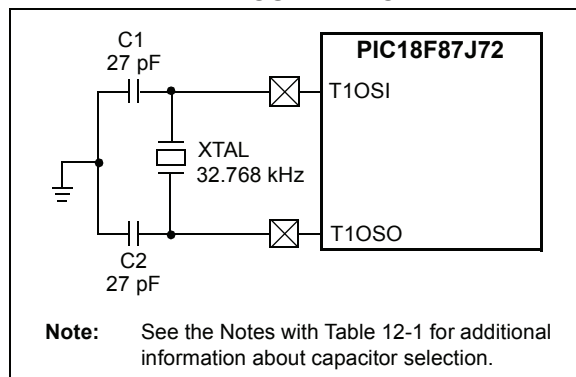 C1
27 pF
PIC18F87J72
T1OSI
XTAL
32.768 kHz
T1OSO
C2
27 pF
Note: See the Notes with Table 12-1 for additional
information about capacitor selection.